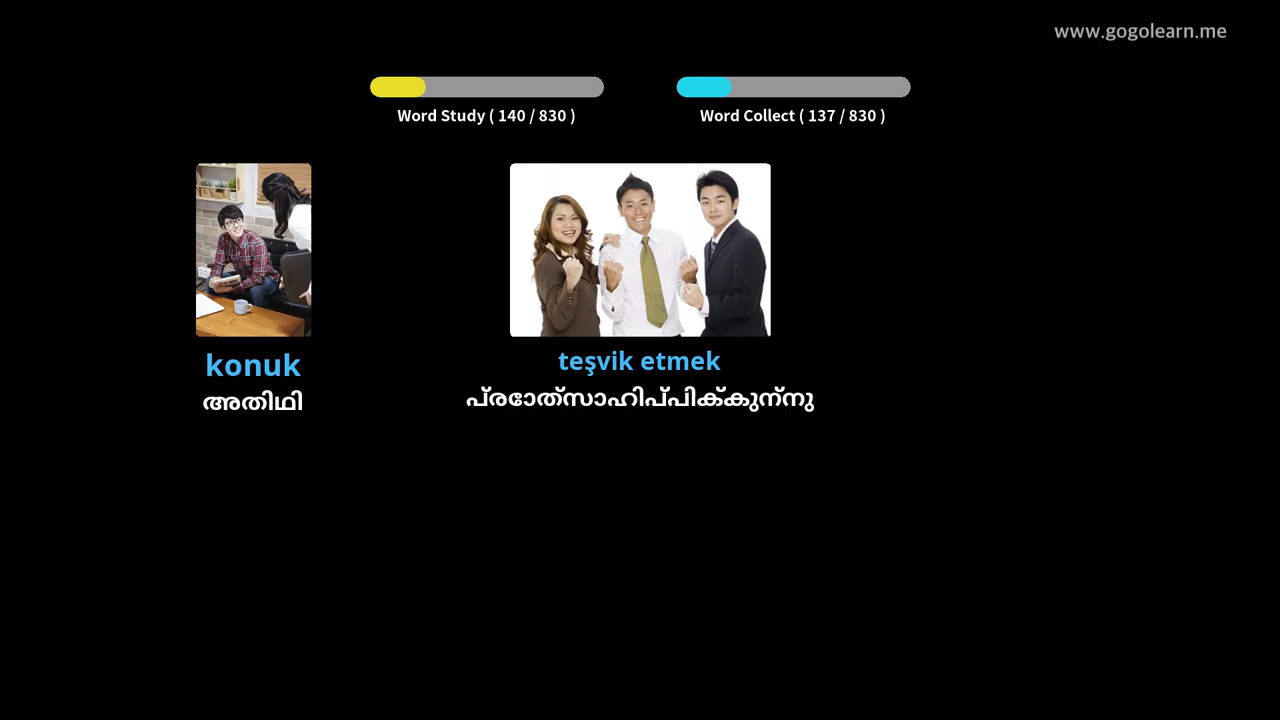 www.gogolearn.me
Word Study ( 140 / 830 )
Word Collect ( 137 / 830 )
konuk
അതിഥി
teşvik etmek
പ്രോത്സാഹിപ്പിക്കുന്നു